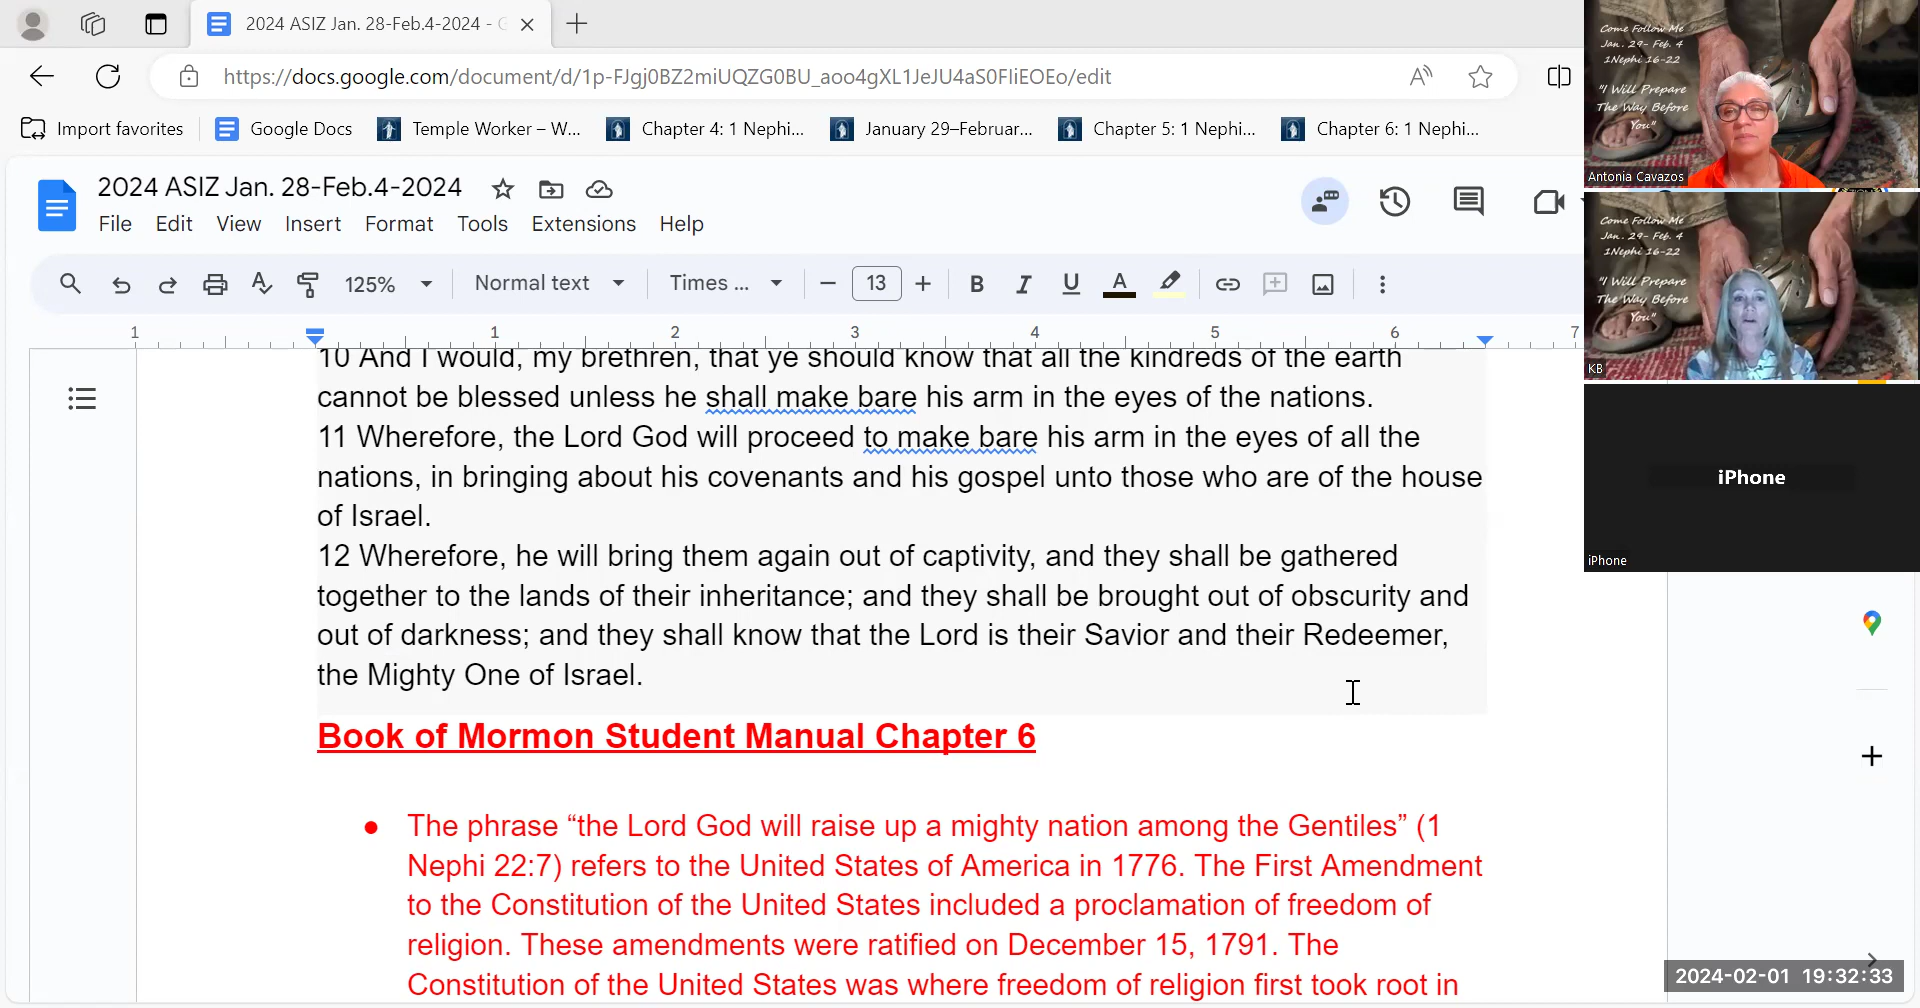 2024 ASIZ Jan. 28-Feb.4-2024 - G
https://docs.google.com/document/d/1p-FJgj0BZ2miUQZG0BU_aoo4gXL1JeJU4aS0FIiEOEo/edit
Import favorites
Google Docs
Temple Worker – W...
Chapter 4: 1 Nephi...
January 29–Februar...
Chapter 5: 1 Nephi...
Chapter 6: 1 Nephi...
2024 ASIZ Jan. 28-Feb.4-2024
File Edit View Insert Format Tools Extensions Help
125% Normal text Times ... 13 B I U A
1 1 2 3 4 5 6 7
10 And I would, my brethren, that ye should know that all the kindreds of the earth
cannot be blessed unless he shall make bare his arm in the eyes of the nations.
11 Wherefore, the Lord God will proceed to make bare his arm in the eyes of all the
nations, in bringing about his covenants and his gospel unto those who are of the house
of Israel.
12 Wherefore, he will bring them again out of captivity, and they shall be gathered
together to the lands of their inheritance; and they shall be brought out of obscurity and
out of darkness; and they shall know that the Lord is their Savior and their Redeemer,
the Mighty One of Israel.
Book of Mormon Student Manual Chapter 6
● The phrase “the Lord God will raise up a mighty nation among the Gentiles” (1
Nephi 22:7) refers to the United States of America in 1776. The First Amendment
to the Constitution of the United States included a proclamation of freedom of
religion. These amendments were ratified on December 15, 1791. The
Constitution of the United States was where freedom of religion first took root in
Come Follow Me
Jan. 29- Feb. 4
1Nephi 16-22
"I Will Prepare
The Way Before
You"
Antonia Cavazos
Come Follow Me
Jan. 29- Feb. 4
1Nephi 16-22
"I Will Prepare
The Way Before
You"
KB
iPhone
iPhone
2024-02-01 19:32:33